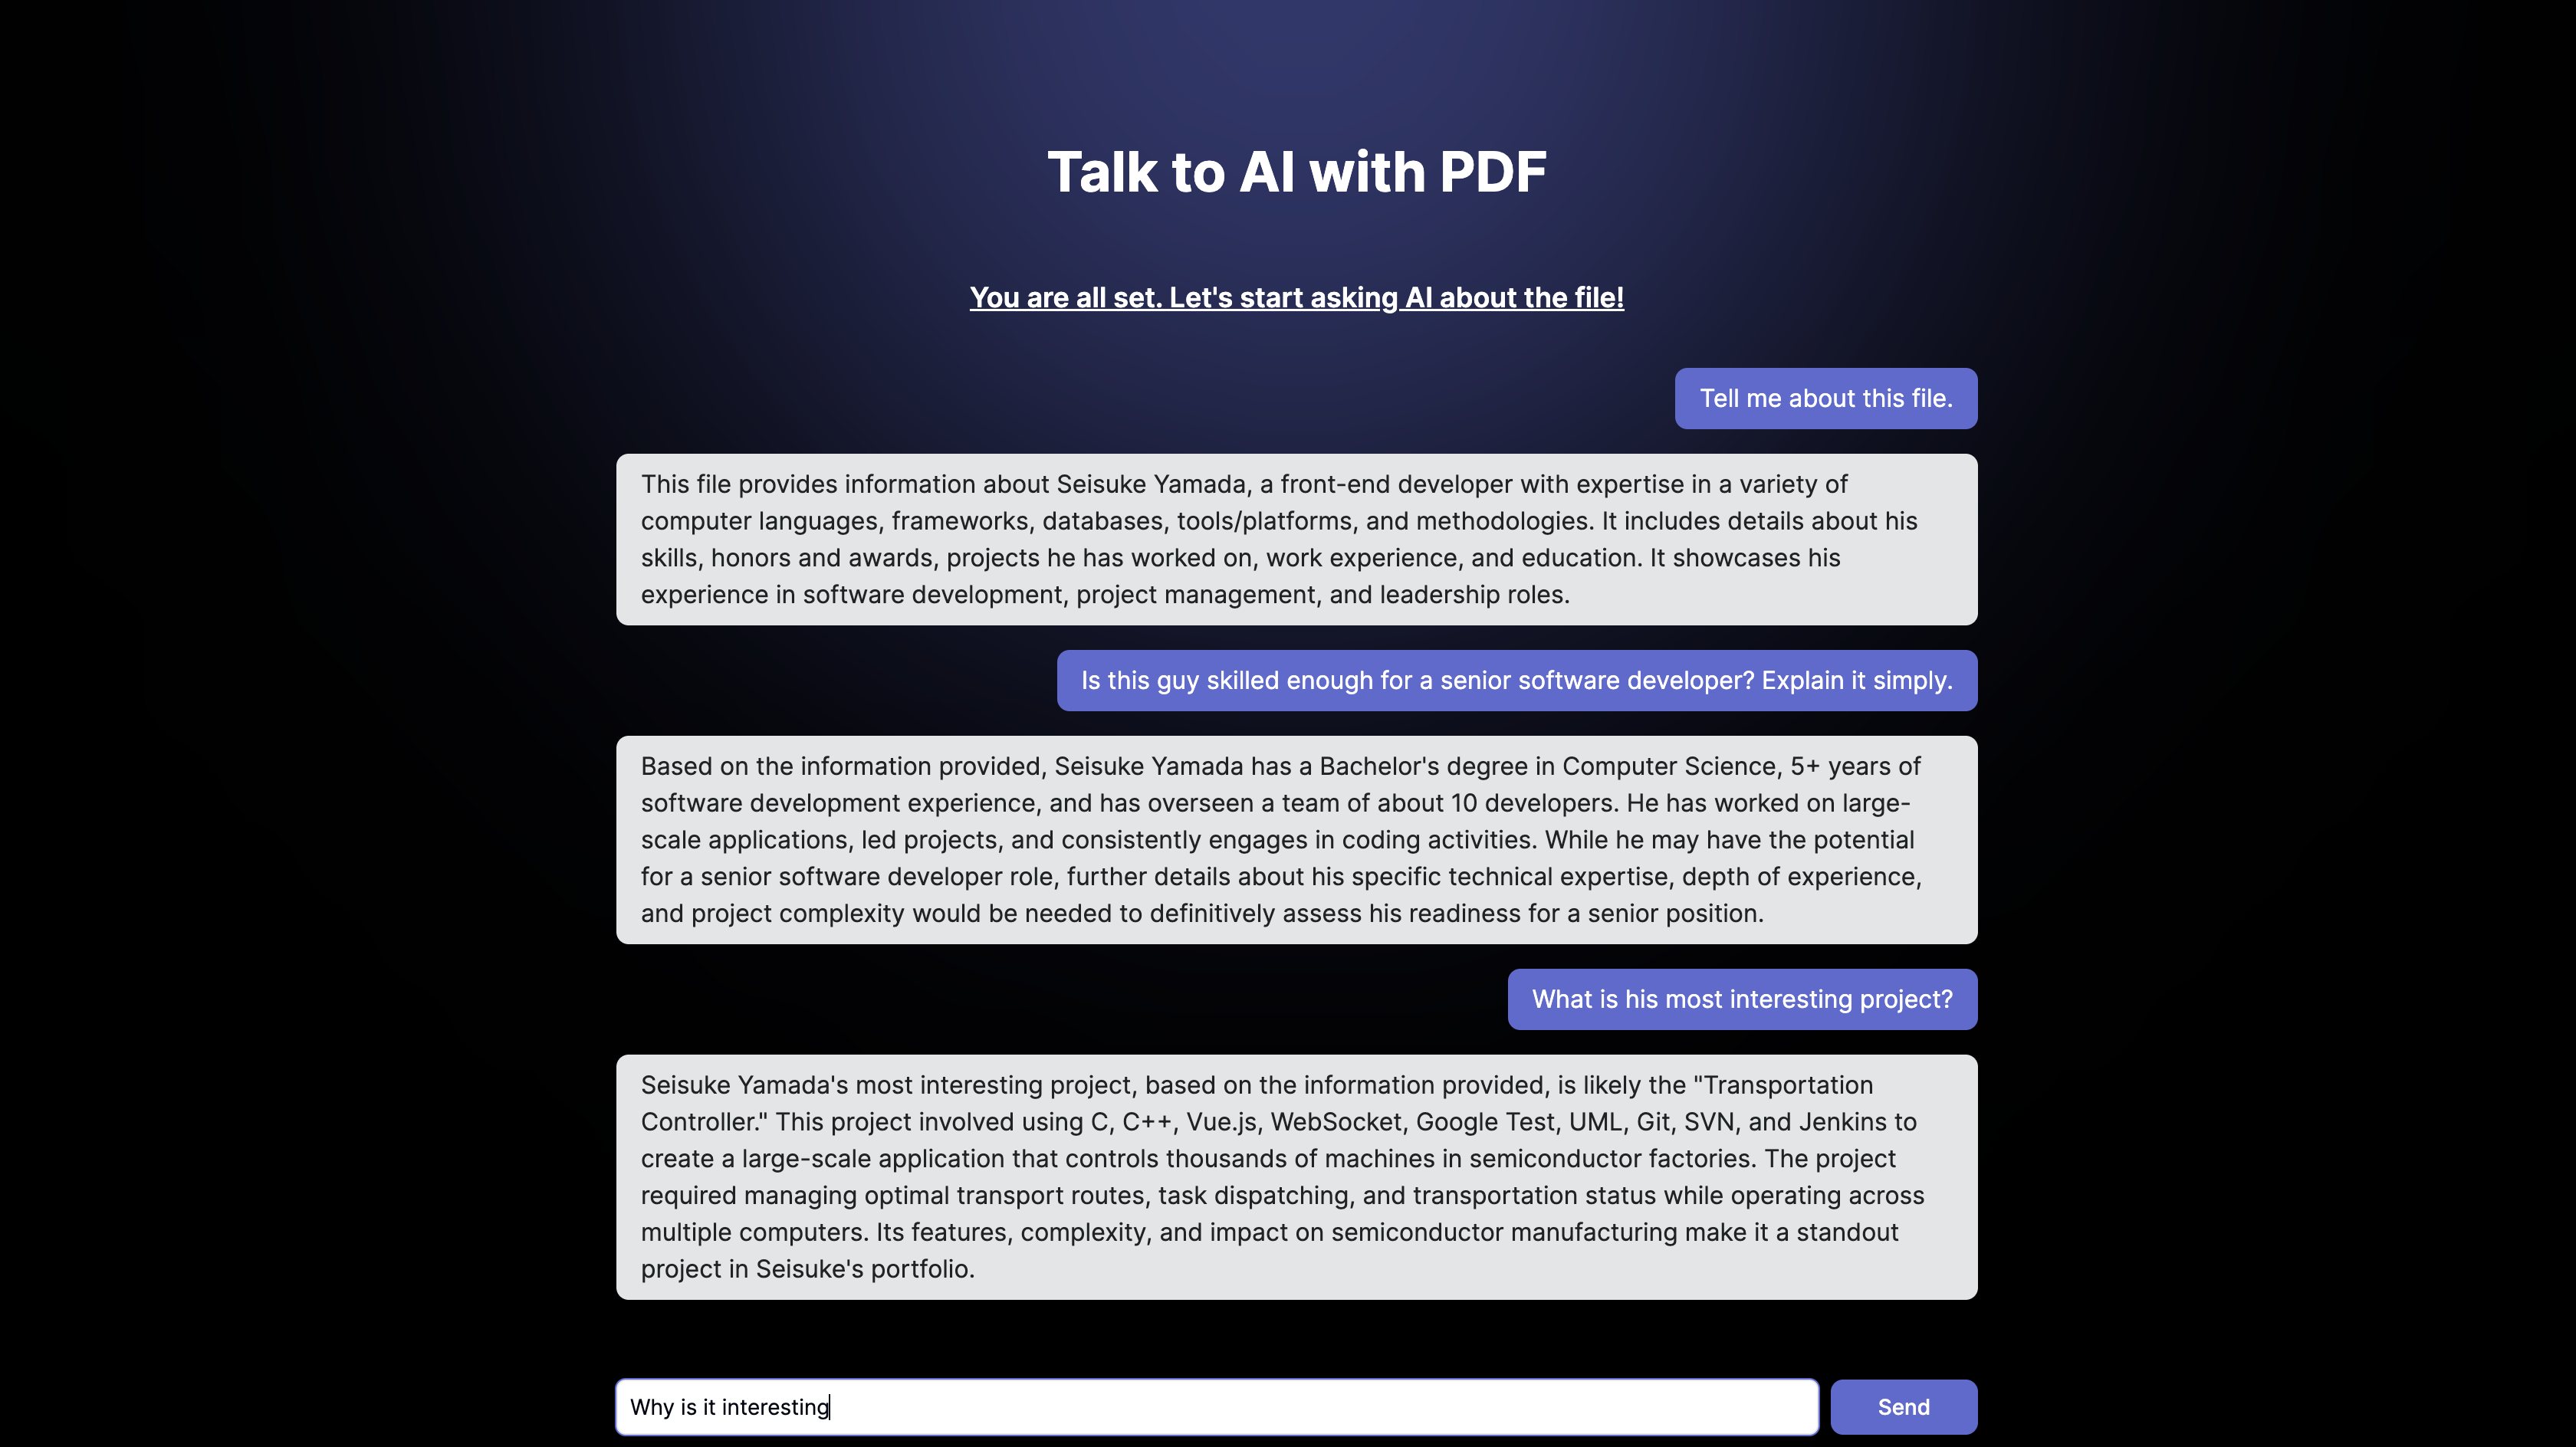 Talk to AI with PDF
You are all set. Let's start asking AI about the file!
Tell me about this file.
This file provides information about Seisuke Yamada, a front-end developer with expertise in a variety of
computer languages, frameworks, databases, tools/platforms, and methodologies. It includes details about his
skills, honors and awards, projects he has worked on, work experience, and education. It showcases his
experience in software development, project management, and leadership roles.
Is this guy skilled enough for a senior software developer? Explain it simply.
Based on the information provided, Seisuke Yamada has a Bachelor's degree in Computer Science, 5+ years of
software development experience, and has overseen a team of about 10 developers. He has worked on large-
scale applications, led projects, and consistently engages in coding activities. While he may have the potential
for a senior software developer role, further details about his specific technical expertise, depth of experience,
and project complexity would be needed to definitively assess his readiness for a senior position.
What is his most interesting project?
Seisuke Yamada's most interesting project, based on the information provided, is likely the "Transportation
Controller." This project involved using C, C++, Vue.js, WebSocket, Google Test, UML, Git, SVN, and Jenkins to
create a large-scale application that controls thousands of machines in semiconductor factories. The project
required managing optimal transport routes, task dispatching, and transportation status while operating across
multiple computers. Its features, complexity, and impact on semiconductor manufacturing make it a standout
project in Seisuke's portfolio.
Why is it interesting
Send